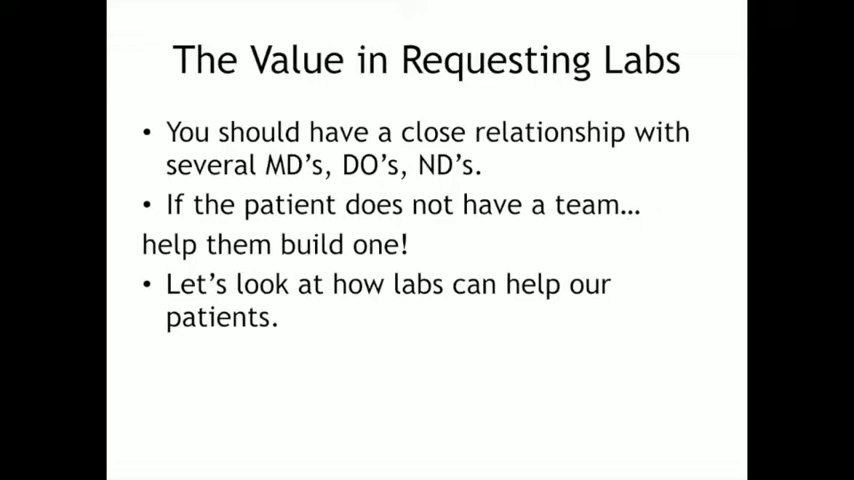 The Value in Requesting Labs
• You should have a close relationship with
several MD’s, DO’s, ND’s.
• If the patient does not have a team…
help them build one!
• Let’s look at how labs can help our
patients.